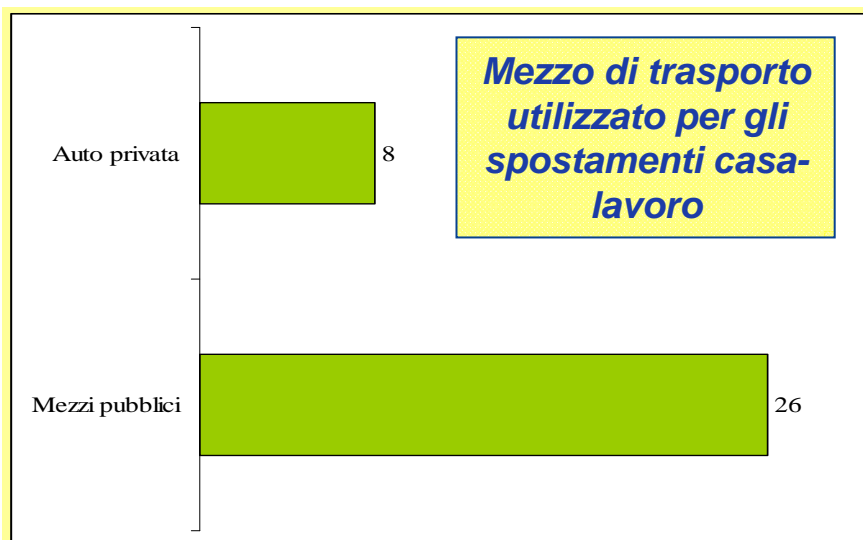 Mezzo di trasporto
utilizzato per gli
spostamenti casa-
lavoro
Auto privata
8
Mezzi pubblici
26